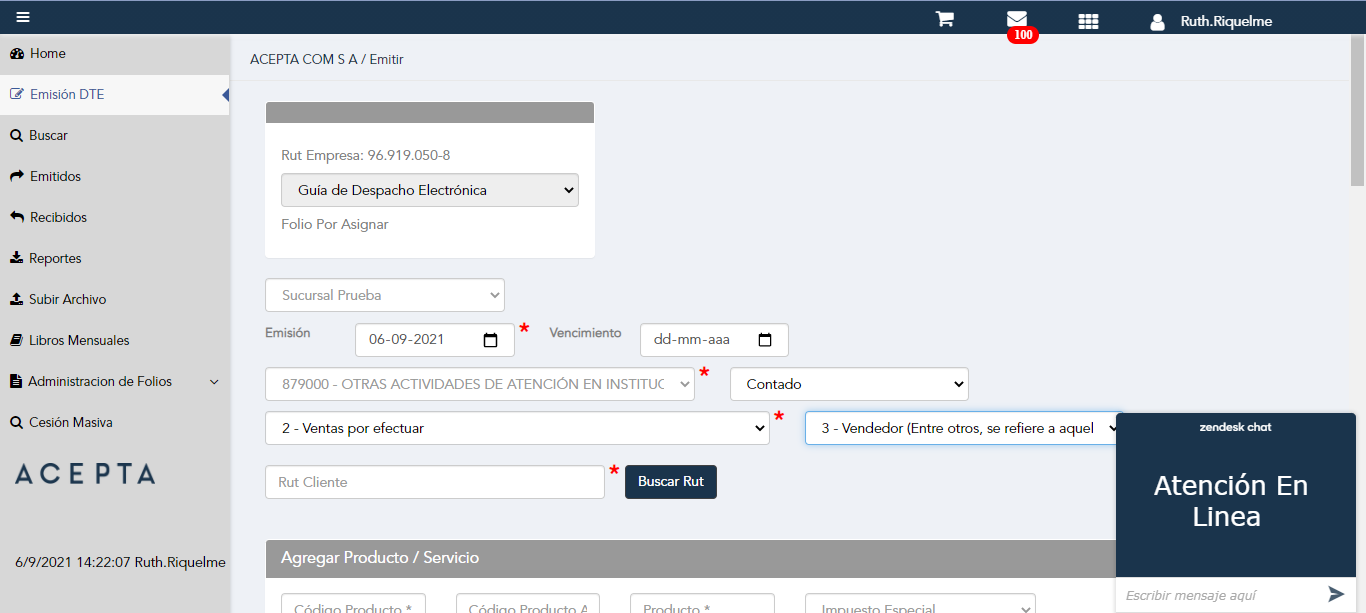 100
Ruth.Riquelme
Home
Emisión DTE
Buscar
Emitidos
Recibidos
Reportes
Subir Archivo
Libros Mensuales
Administracion de Folios
Cesión Masiva
ACEPTA
6/9/2021 14:22:07 Ruth.Riquelme
ACEPTA COM S A / Emitir
Rut Empresa: 96.919.050-8
Guía de Despacho Electrónica
Folio Por Asignar
Sucursal Prueba
Emisión 06-09-2021 * Vencimiento dd-mm-aaa
879000 - OTRAS ACTIVIDADES DE ATENCIÓN EN INSTITUC * Contado
2 - Ventas por efectuar * 3 - Vendedor (Entre otros, se refiere a aquel
Rut Cliente * Buscar Rut
Agregar Producto / Servicio
Código Producto * Código Producto A Producto * Impuesto Especial
zendesk chat
Atención En
Linea
Escribir mensaje aquí